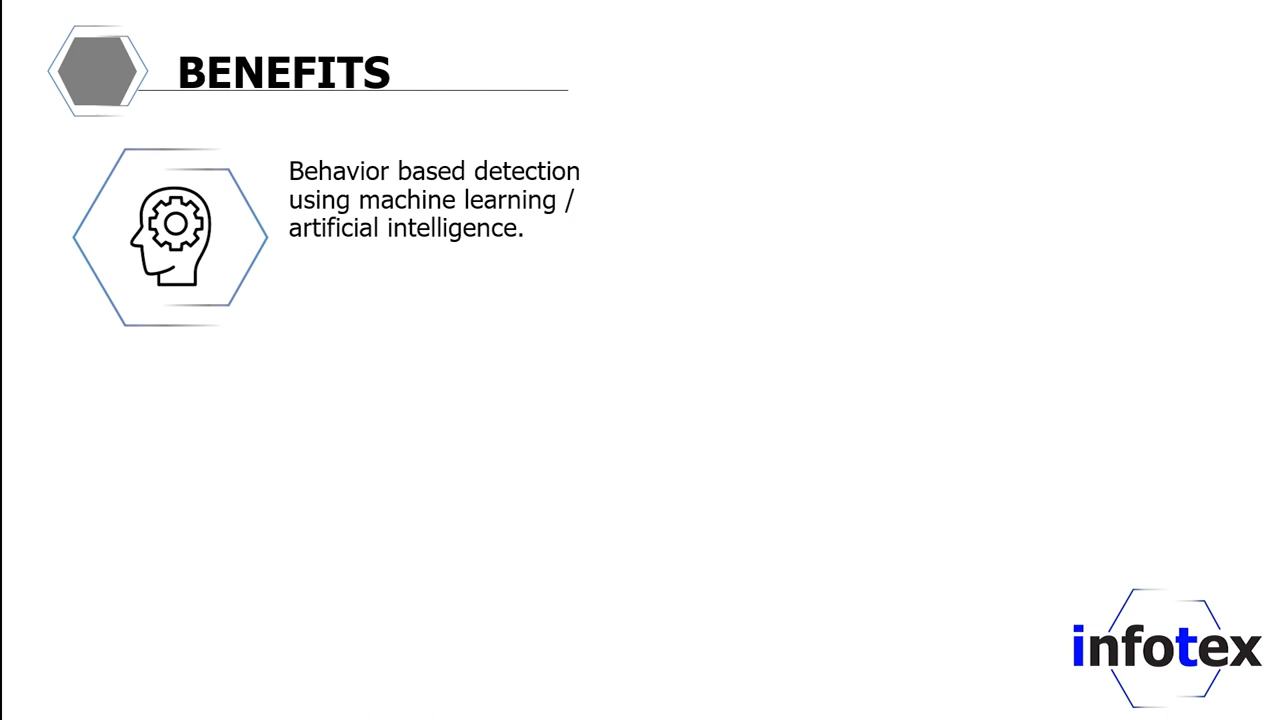 BENEFITS
Behavior based detection
using machine learning /
artificial intelligence.
infotex